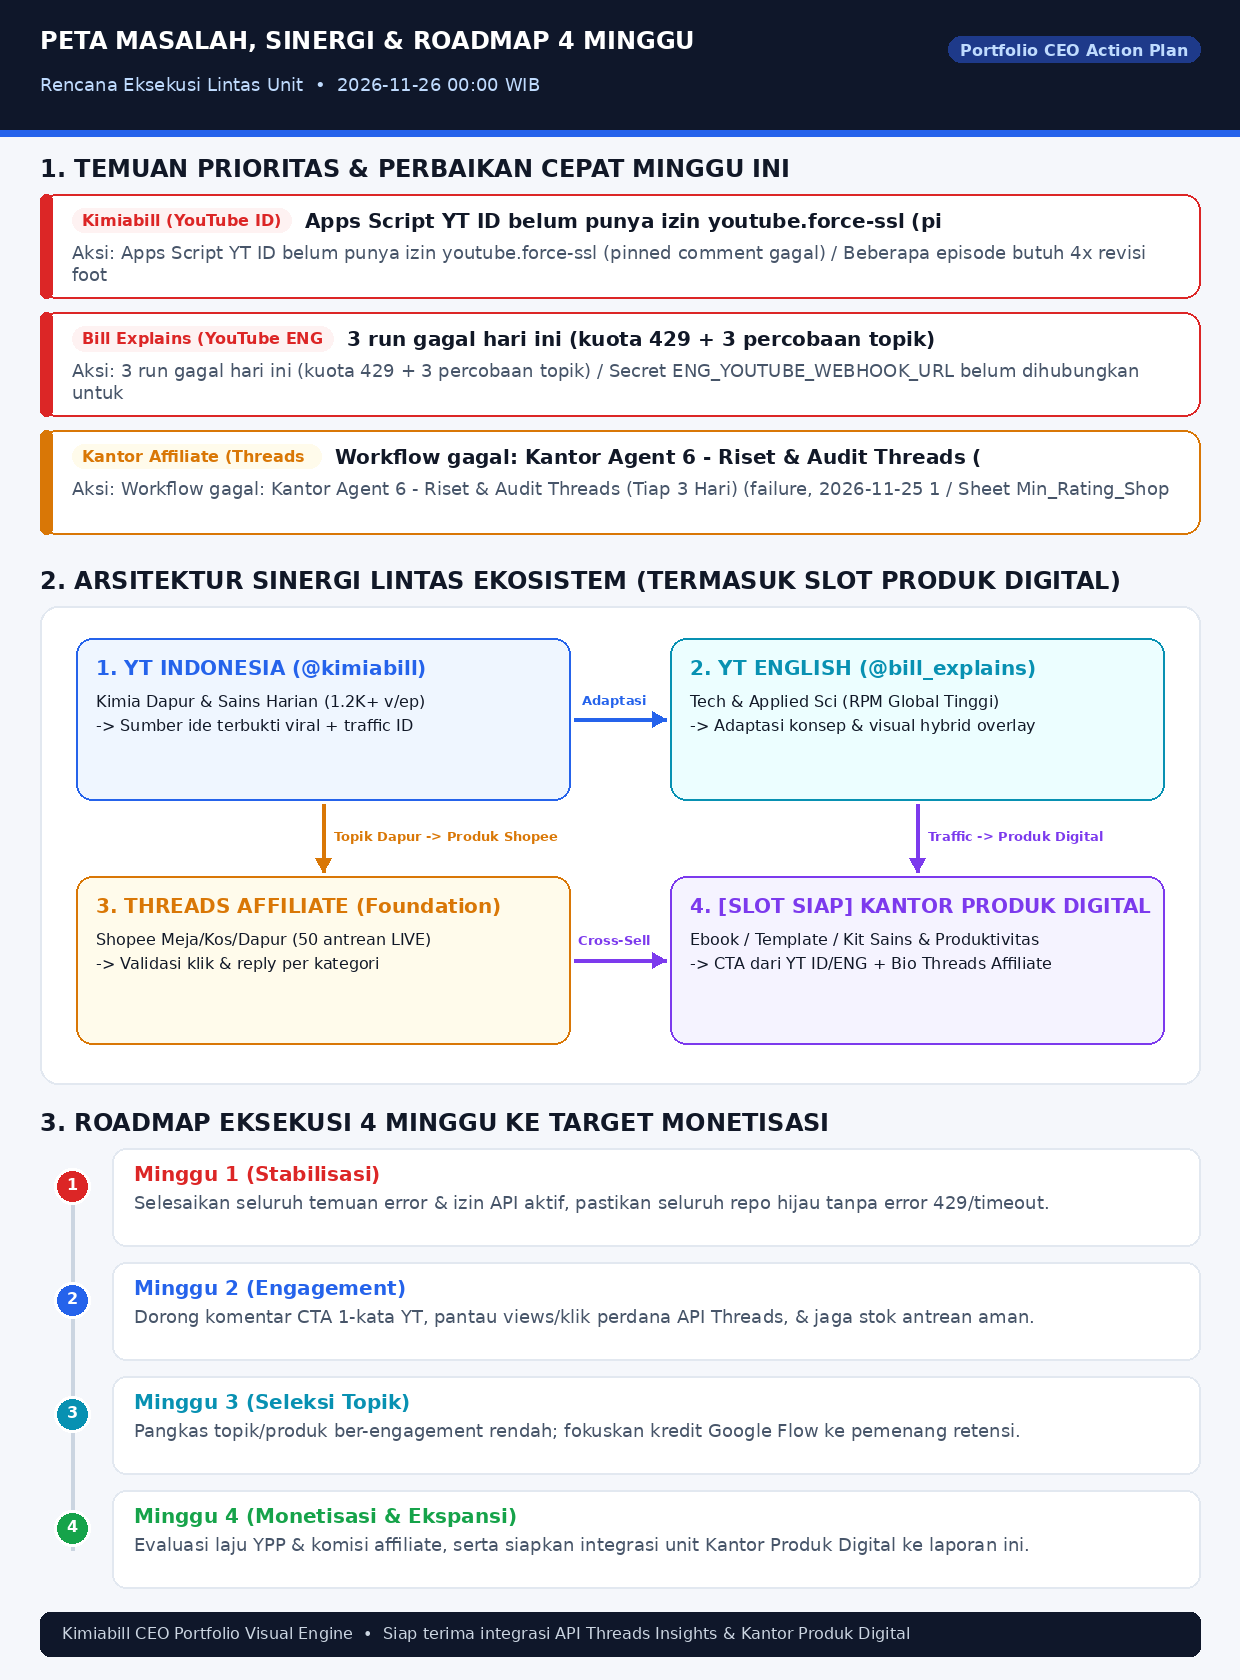 PETA MASALAH, SINERGI & ROADMAP 4 MINGGU
Portfolio CEO Action Plan
Rencana Eksekusi Lintas Unit • 2026-11-26 00:00 WIB
1. TEMUAN PRIORITAS & PERBAIKAN CEPAT MINGGU INI
Kimiabill (YouTube ID) Apps Script YT ID belum punya izin youtube.force-ssl (pi
Aksi: Apps Script YT ID belum punya izin youtube.force-ssl (pinned comment gagal) / Beberapa episode butuh 4x revisi
foot
Bill Explains (YouTube ENG 3 run gagal hari ini (kuota 429 + 3 percobaan topik)
Aksi: 3 run gagal hari ini (kuota 429 + 3 percobaan topik) / Secret ENG_YOUTUBE_WEBHOOK_URL belum dihubungkan
untuk
Kantor Affiliate (Threads Workflow gagal: Kantor Agent 6 - Riset & Audit Threads (
Aksi: Workflow gagal: Kantor Agent 6 - Riset & Audit Threads (Tiap 3 Hari) (failure, 2026-11-25 1 / Sheet Min_Rating_Shop
2. ARSITEKTUR SINERGI LINTAS EKOSISTEM (TERMASUK SLOT PRODUK DIGITAL)
1. YT INDONESIA (@kimiabill)
Kimia Dapur & Sains Harian (1.2K+ v/ep)
-> Sumber ide terbukti viral + traffic ID
Adaptasi
2. YT ENGLISH (@bill_explains)
Tech & Applied Sci (RPM Global Tinggi)
-> Adaptasi konsep & visual hybrid overlay
Topik Dapur -> Produk Shopee
Traffic -> Produk Digital
3. THREADS AFFILIATE (Foundation)
Shopee Meja/Kos/Dapur (50 antrean LIVE)
-> Validasi klik & reply per kategori
Cross-Sell
4. [SLOT SIAP] KANTOR PRODUK DIGITAL
Ebook / Template / Kit Sains & Produktivitas
-> CTA dari YT ID/ENG + Bio Threads Affiliate
3. ROADMAP EKSEKUSI 4 MINGGU KE TARGET MONETISASI
1
Minggu 1 (Stabilisasi)
Selesaikan seluruh temuan error & izin API aktif, pastikan seluruh repo hijau tanpa error 429/timeout.
2
Minggu 2 (Engagement)
Dorong komentar CTA 1-kata YT, pantau views/klik perdana API Threads, & jaga stok antrean aman.
3
Minggu 3 (Seleksi Topik)
Pangkas topik/produk ber-engagement rendah; fokuskan kredit Google Flow ke pemenang retensi.
4
Minggu 4 (Monetisasi & Ekspansi)
Evaluasi laju YPP & komisi affiliate, serta siapkan integrasi unit Kantor Produk Digital ke laporan ini.
Kimiabill CEO Portfolio Visual Engine • Siap terima integrasi API Threads Insights & Kantor Produk Digital